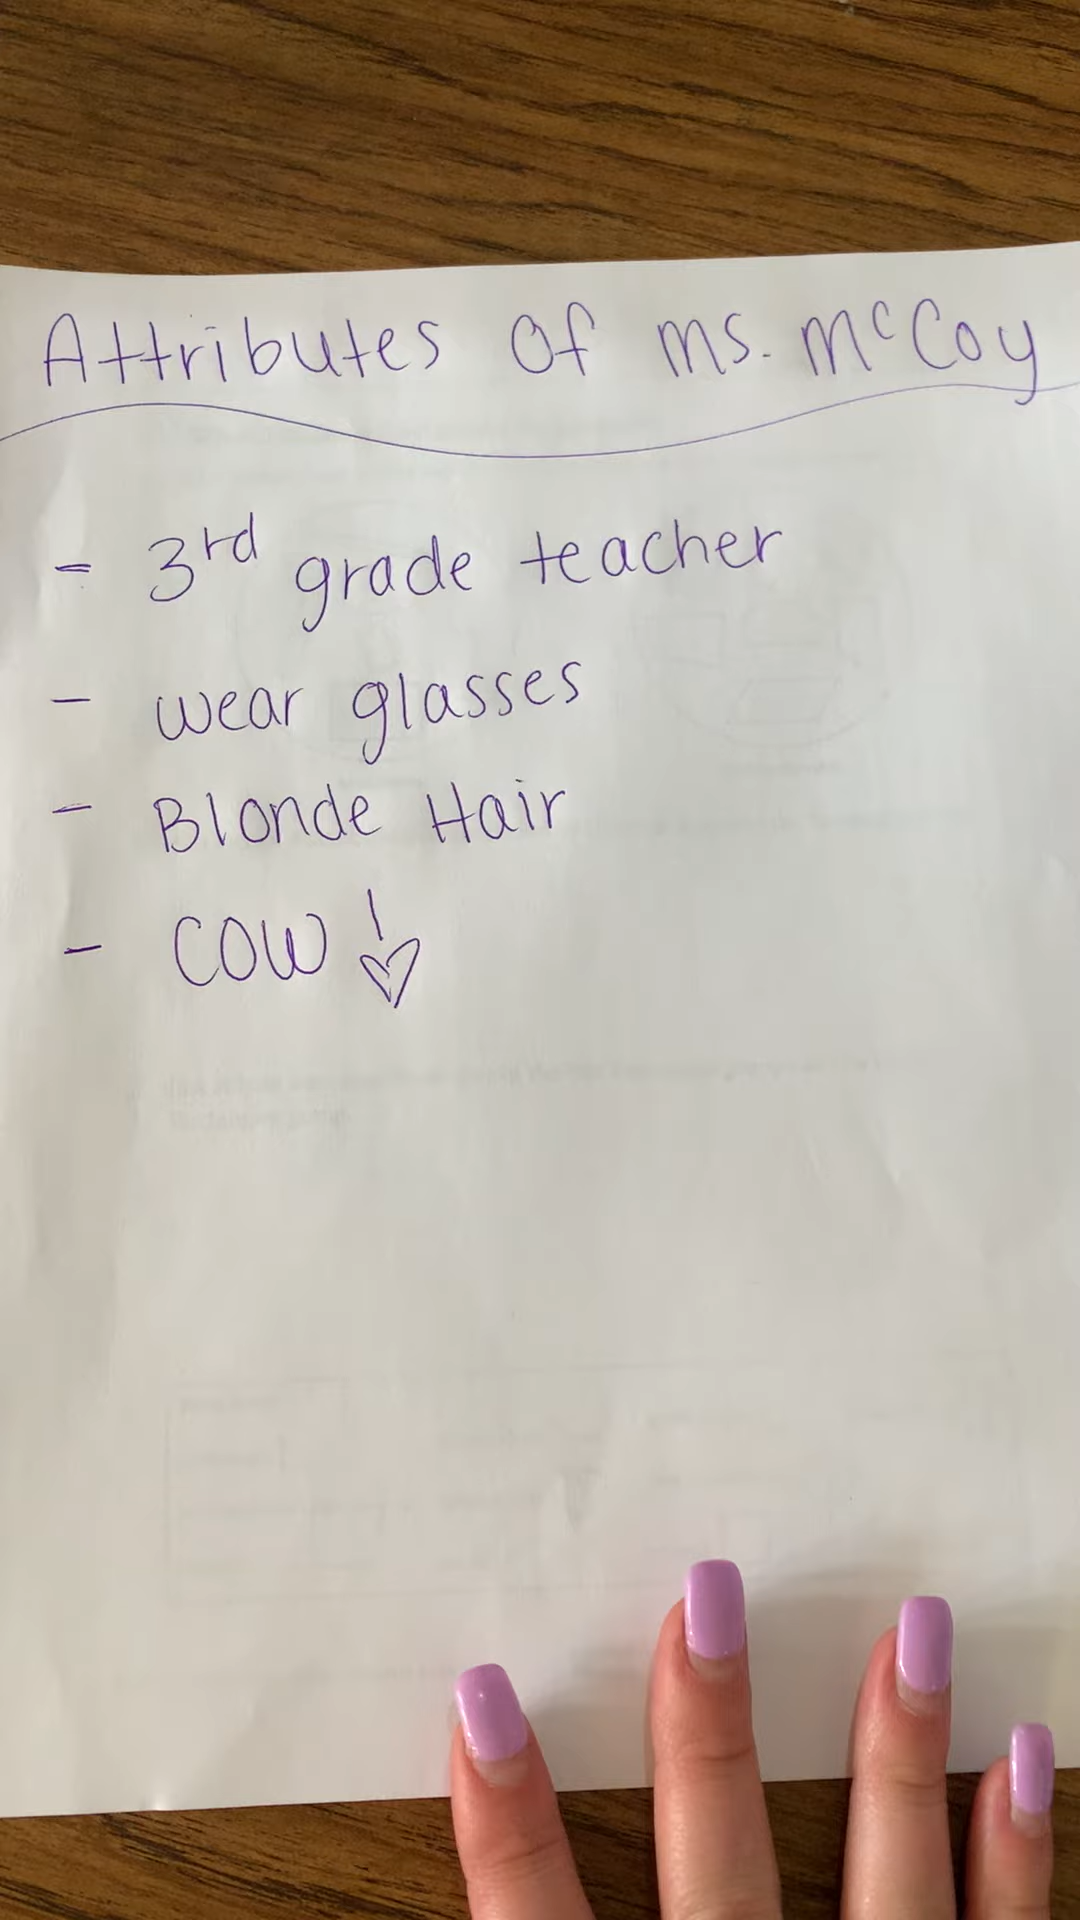 Attributes of ms. McCoy
- 3rd grade teacher
- wear glasses
- Blonde Hair
- COW !